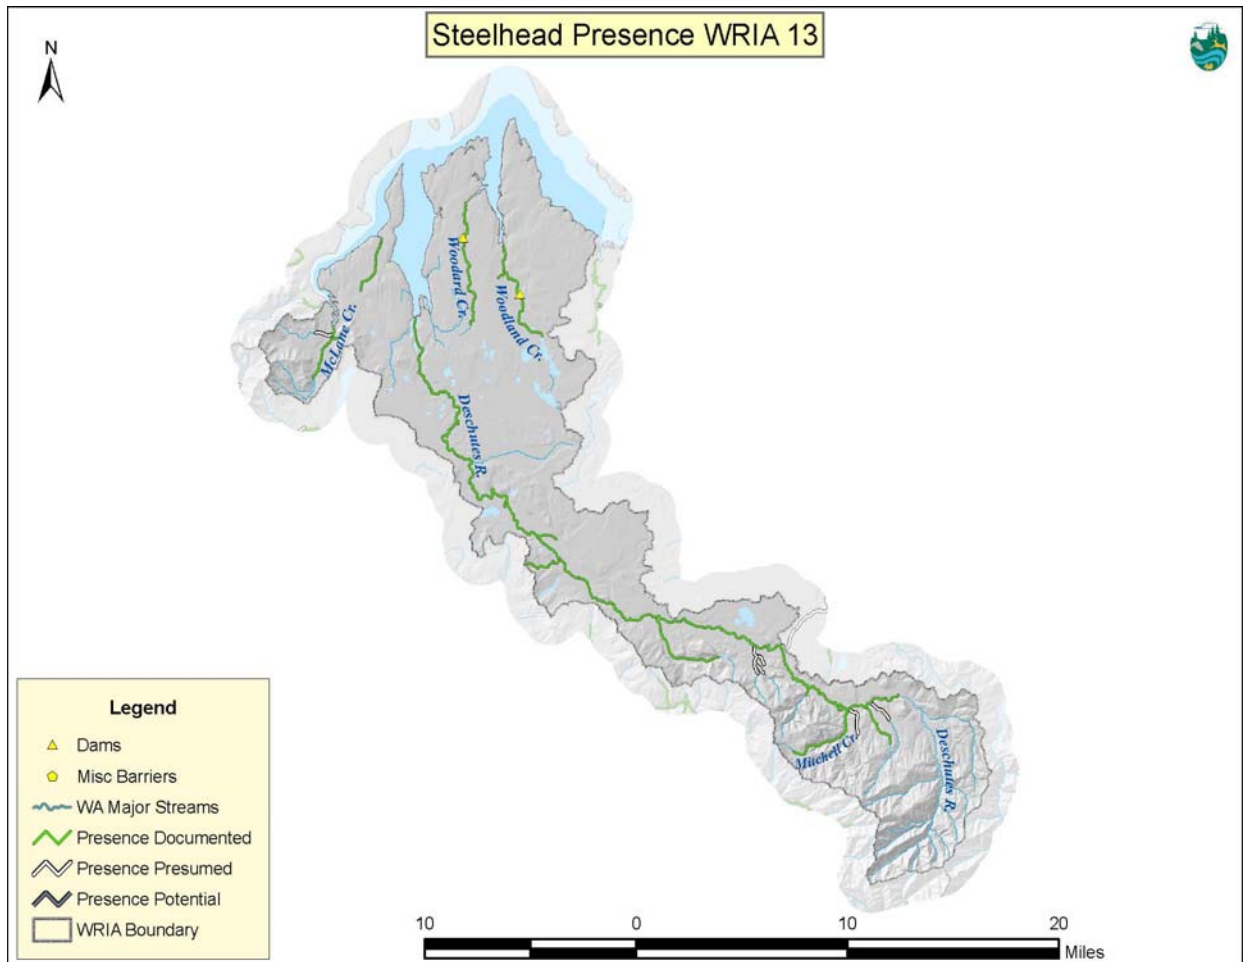 Steelhead Presence WRIA 13
N
Woodard Cr.
Woodland Cr.
McLane Cr.
Deschutes R.
Mitchell Cr.
Deschutes R.
Legend
Dams
Misc Barriers
WA Major Streams
Presence Documented
Presence Presumed
Presence Potential
WRIA Boundary
10 0 10 20
Miles